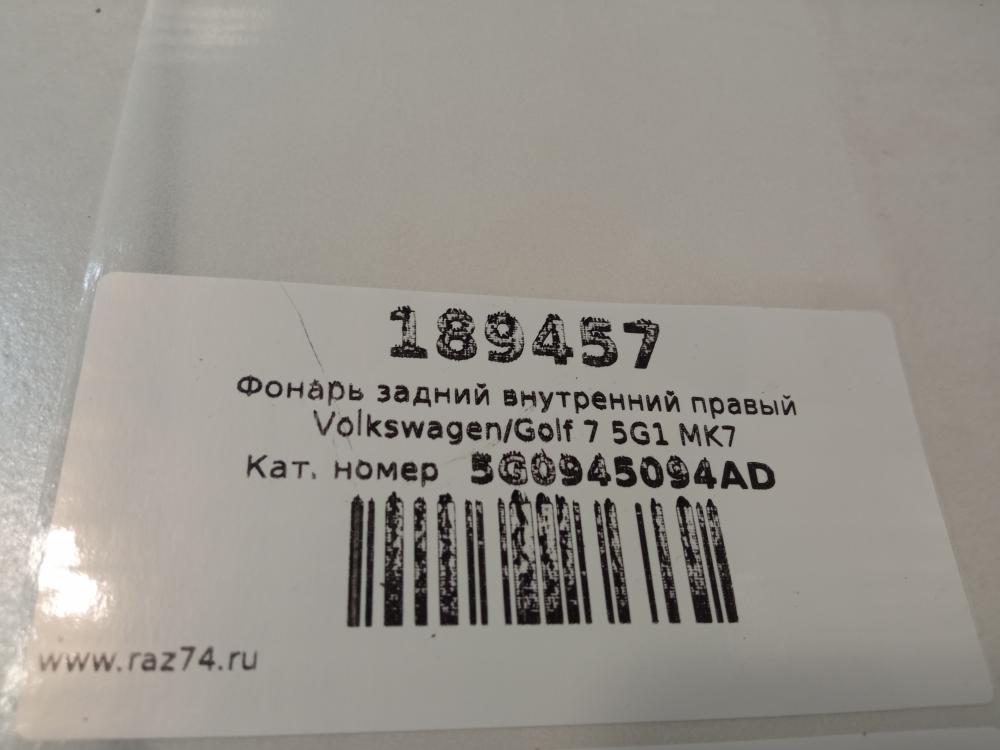 189457
Фонарь задний внутренний правый
Volkswagen/Golf 7 5G1 MK7
Кат. номер 5G0945094AD
www.raz74.ru